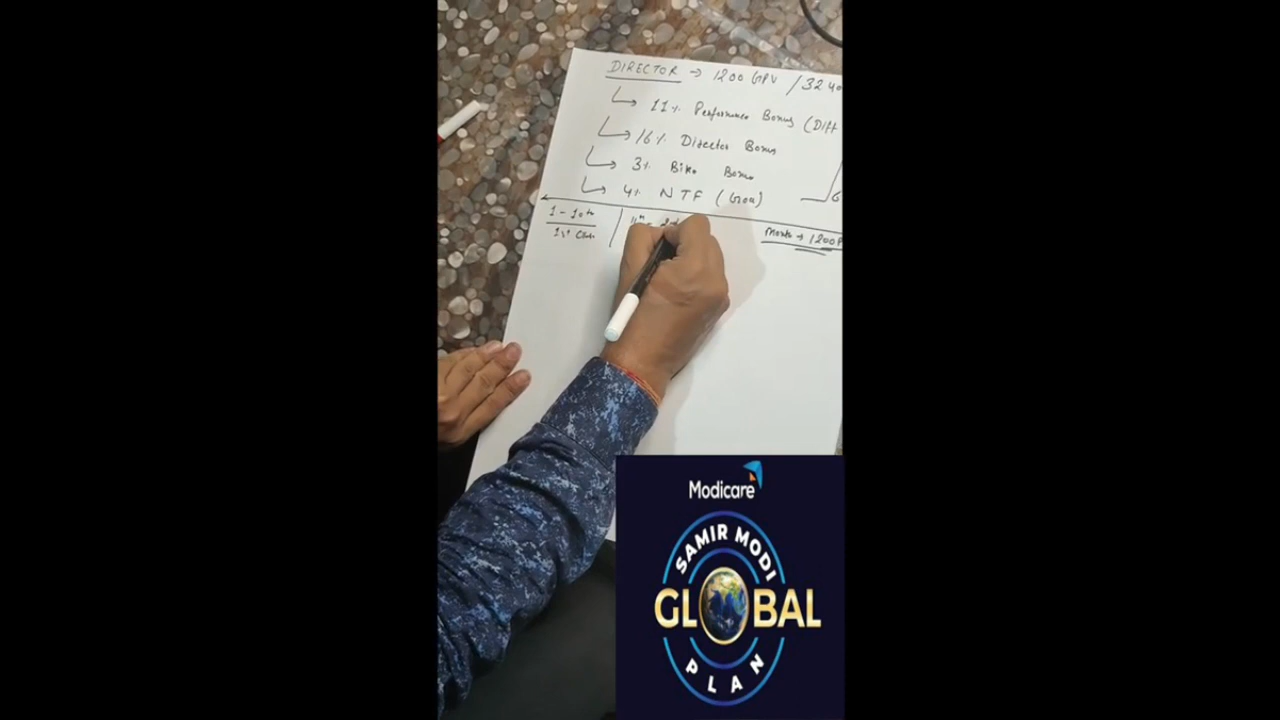 DIRECTOR → 1200 GPV / 3240
11% Performance Bonus (Diff
16% Director Bonus
3% Bike Bonus
4% NTF (Goa)
1 - 10th
1st
Month → 1200 P
Modicare
SAMIR MODI
GLOBAL
PLAN